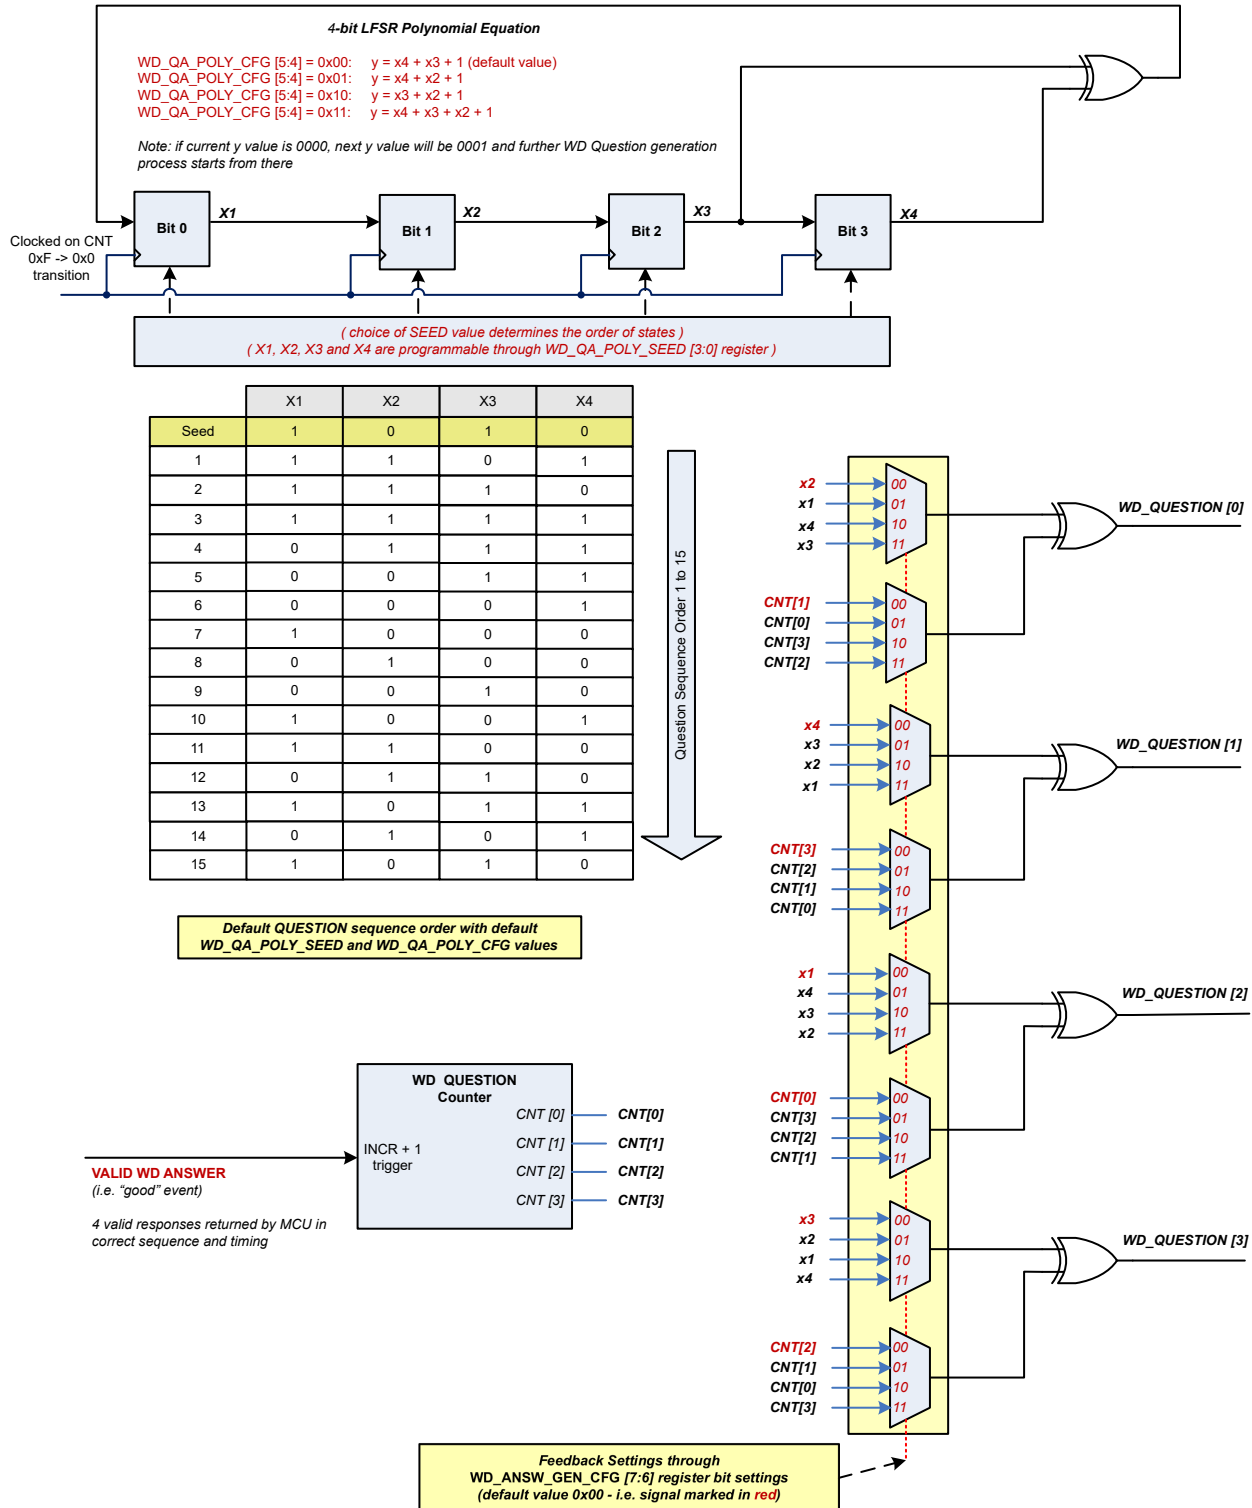 4-bit LFSR Polynomial Equation
WD_QA_POLY_CFG [5:4] = 0x00: y = x4 + x3 + 1 (default value)
WD_QA_POLY_CFG [5:4] = 0x01: y = x4 + x2 + 1
WD_QA_POLY_CFG [5:4] = 0x10: y = x3 + x2 + 1
WD_QA_POLY_CFG [5:4] = 0x11: y = x4 + x3 + x2 + 1
Note: if current y value is 0000, next y value will be 0001 and further WD Question generation
process starts from there
Bit 0
X1
Bit 1
X2
Bit 2
X3
Bit 3
X4
Clocked on CNT
0xF -> 0x0
transition
( choice of SEED value determines the order of states )
( X1, X2, X3 and X4 are programmable through WD_QA_POLY_SEED [3:0] register )
X1 X2 X3 X4
Seed 1 0 1 0
1 1 1 0 1
2 1 1 1 0
3 1 1 1 1
4 0 1 1 1
5 0 0 1 1
6 0 0 0 1
7 1 0 0 0
8 0 1 0 0
9 0 0 1 0
10 1 0 0 1
11 1 1 0 0
12 0 1 1 0
13 1 0 1 1
14 0 1 0 1
15 1 0 1 0
Question Sequence Order 1 to 15
Default QUESTION sequence order with default
WD_QA_POLY_SEED and WD_QA_POLY_CFG values
x2 00
x1 01
x4 10
x3 11
WD_QUESTION [0]
CNT[1] 00
CNT[0] 01
CNT[3] 10
CNT[2] 11
x4 00
x3 01
x2 10
x1 11
WD_QUESTION [1]
CNT[3] 00
CNT[2] 01
CNT[1] 10
CNT[0] 11
x1 00
x4 01
x3 10
x2 11
WD_QUESTION [2]
CNT[0] 00
CNT[3] 01
CNT[2] 10
CNT[1] 11
x3 00
x2 01
x1 10
x4 11
WD_QUESTION [3]
CNT[2] 00
CNT[1] 01
CNT[0] 10
CNT[3] 11
WD QUESTION
Counter
CNT [0] CNT[0]
CNT [1] CNT[1]
CNT [2] CNT[2]
CNT [3] CNT[3]
INCR + 1
trigger
VALID WD ANSWER
(i.e. “good” event)
4 valid responses returned by MCU in
correct sequence and timing
Feedback Settings through
WD_ANSW_GEN_CFG [7:6] register bit settings
(default value 0x00 - i.e. signal marked in red)